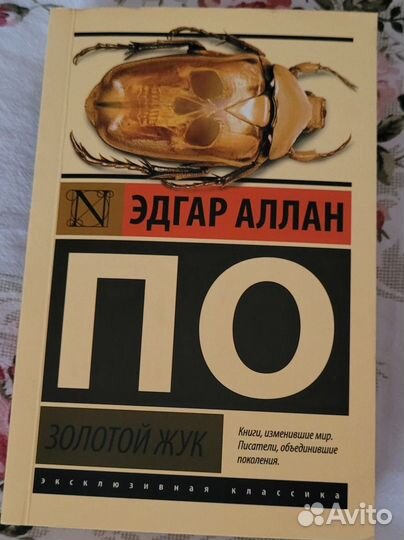 N
ЭДГАР АЛЛАН
ПО
ЗОЛОТОЙ ЖУК
Книги, изменившие мир.
Писатели, объединившие
поколения.
эксклюзивная классика
Avito